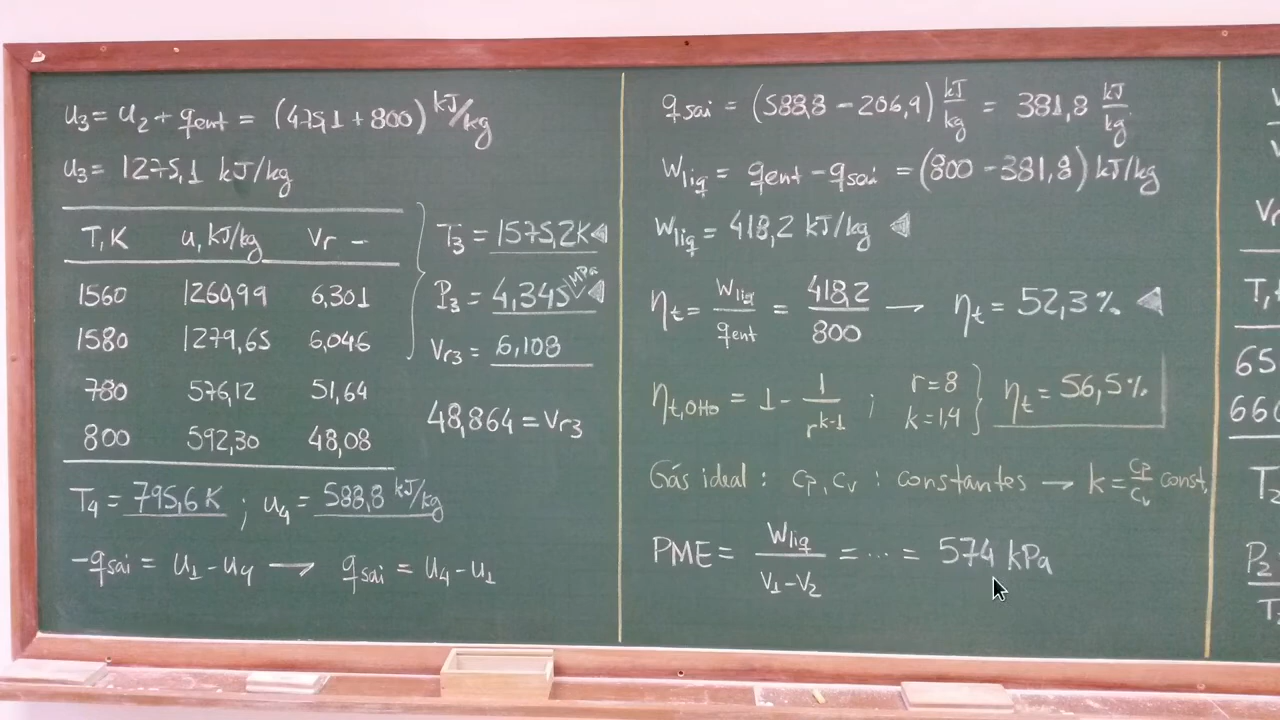 u₃ = u₂ + qent = (475,1 + 800) kJ/kg
u₃ = 1275,1 kJ/kg
T, K u, kJ/kg Vr –
1560 1260,99 6,301
1580 1279,65 6,046
780 576,12 51,64
800 592,30 48,08
T₃ = 1575,2K
P₃ = 4,345 MPa
Vr3 = 6,108
48,864 = Vr3
T₄ = 795,6 K ; u₄ = 588,8 kJ/kg
-qsai = u₁ - u₄ → qsai = u₄ - u₁
qsai = (588,8 - 206,9) kJ/kg = 381,8 kJ/kg
Wliq = qent - qsai = (800 - 381,8) kJ/kg
Wliq = 418,2 kJ/kg
ηt = Wliq/qent = 418,2/800 → ηt = 52,3%
ηt,Otto = 1 - 1/r^(k-1) ; r = 8 k = 1,4 } ηt = 56,5%
Gás ideal : cp, cv : constantes → k = cp/cv const.
PME = Wliq/(v₁-v₂) = ... = 574 kPa
Vr
T,
65
660
T₂
P₂